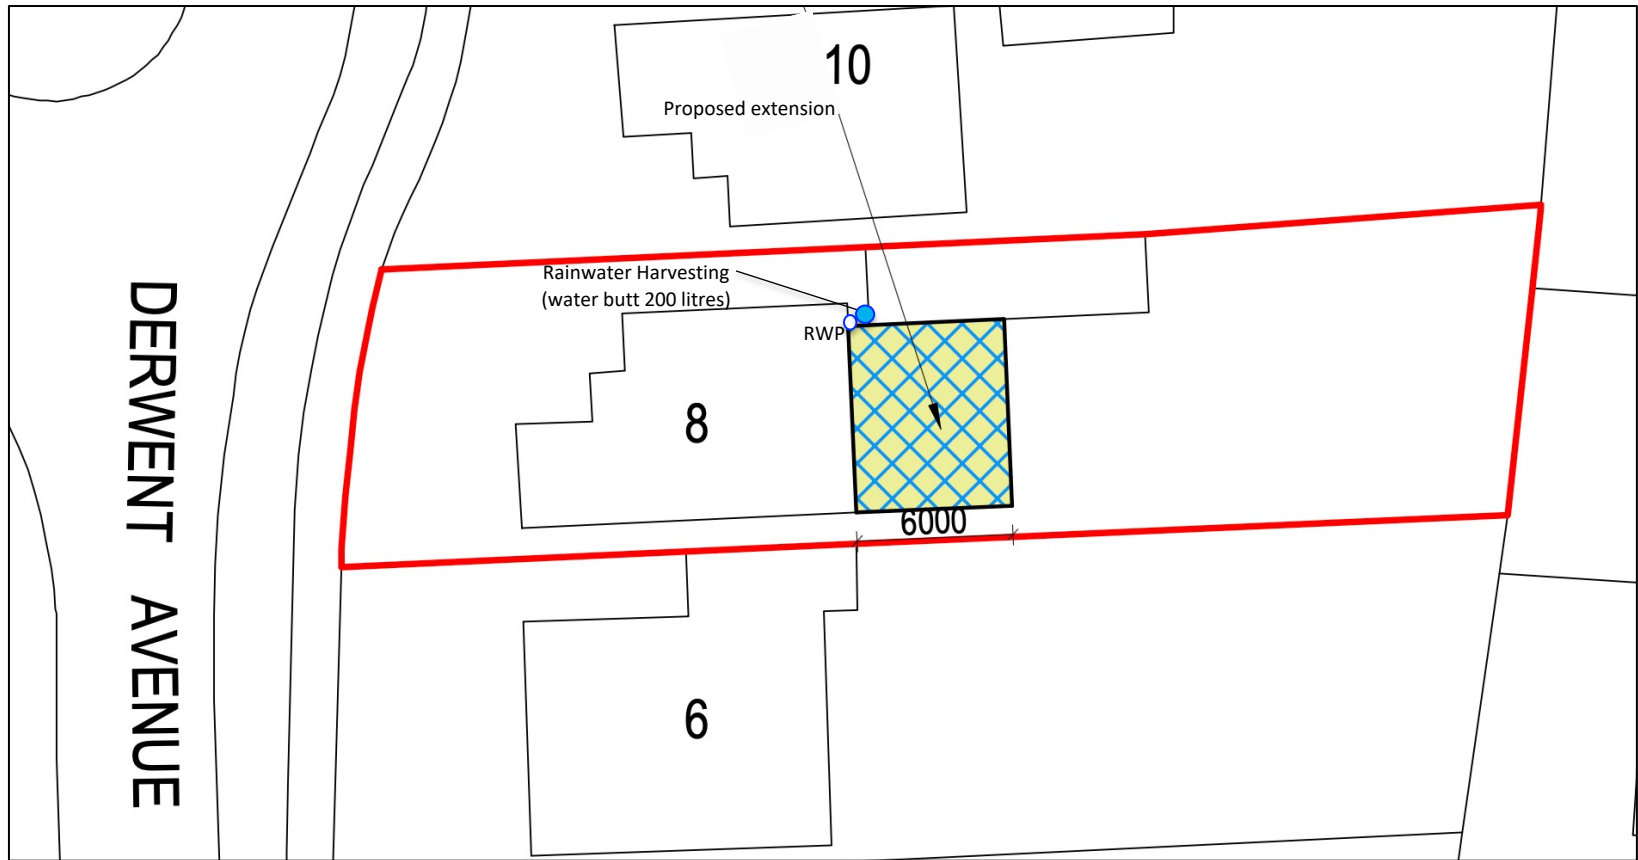 10
Proposed extension
Rainwater Harvesting
(water butt 200 litres)
RWP
8
6000
6
DERWENT AVENUE